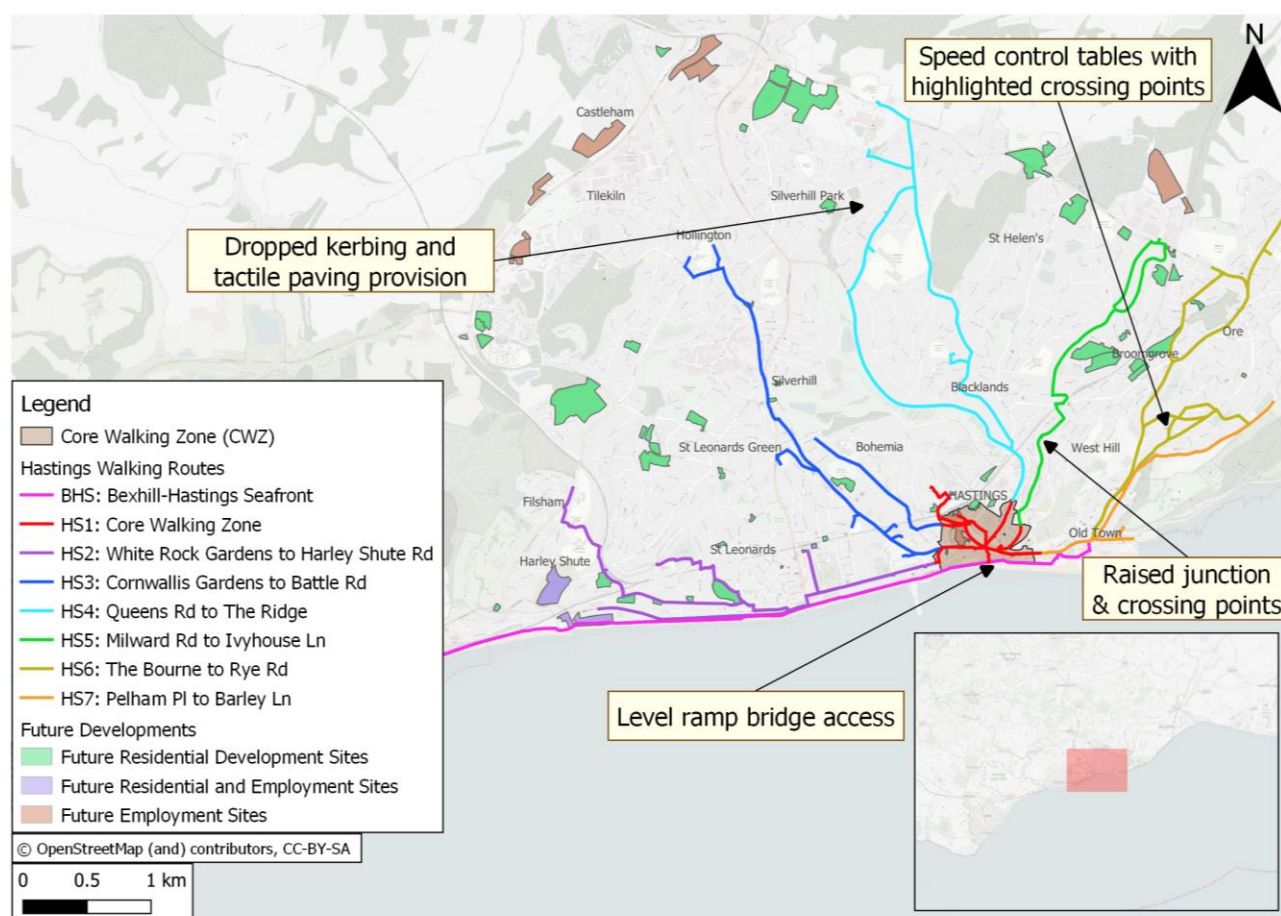 N
Speed control tables with
highlighted crossing points
Castleham
Tilekiln
Silverhill Park
Dropped kerbing and
tactile paving provision
Hollington
St Helen's
Ore
Broomgrove
Silverhill
Blacklands
St Leonards Green
Bohemia
West Hill
Filsham
HASTINGS
Old Town
St Leonards
Harley Shute
Raised junction
& crossing points
Level ramp bridge access
Legend
Core Walking Zone (CWZ)
Hastings Walking Routes
BHS: Bexhill-Hastings Seafront
HS1: Core Walking Zone
HS2: White Rock Gardens to Harley Shute Rd
HS3: Cornwallis Gardens to Battle Rd
HS4: Queens Rd to The Ridge
HS5: Milward Rd to Ivyhouse Ln
HS6: The Bourne to Rye Rd
HS7: Pelham Pl to Barley Ln
Future Developments
Future Residential Development Sites
Future Residential and Employment Sites
Future Employment Sites
© OpenStreetMap (and) contributors, CC-BY-SA
0 0.5 1 km